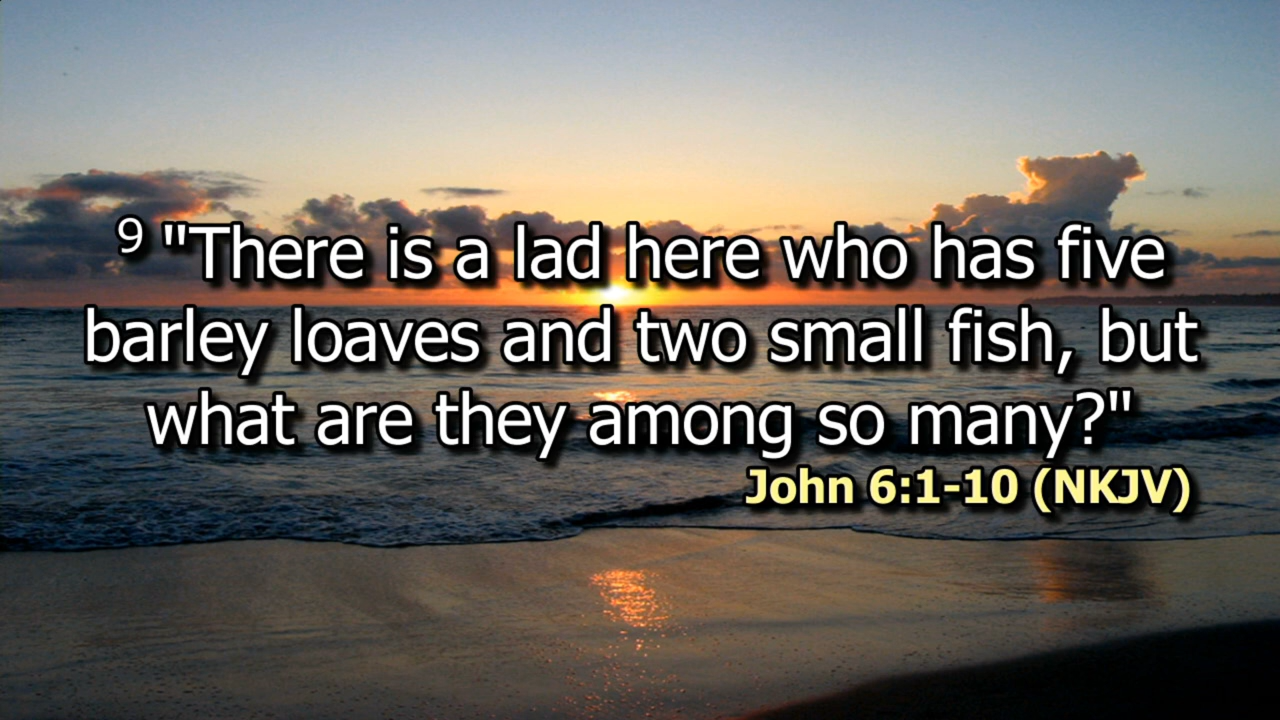 9 "There is a lad here who has five
barley loaves and two small fish, but
what are they among so many?"
John 6:1-10 (NKJV)